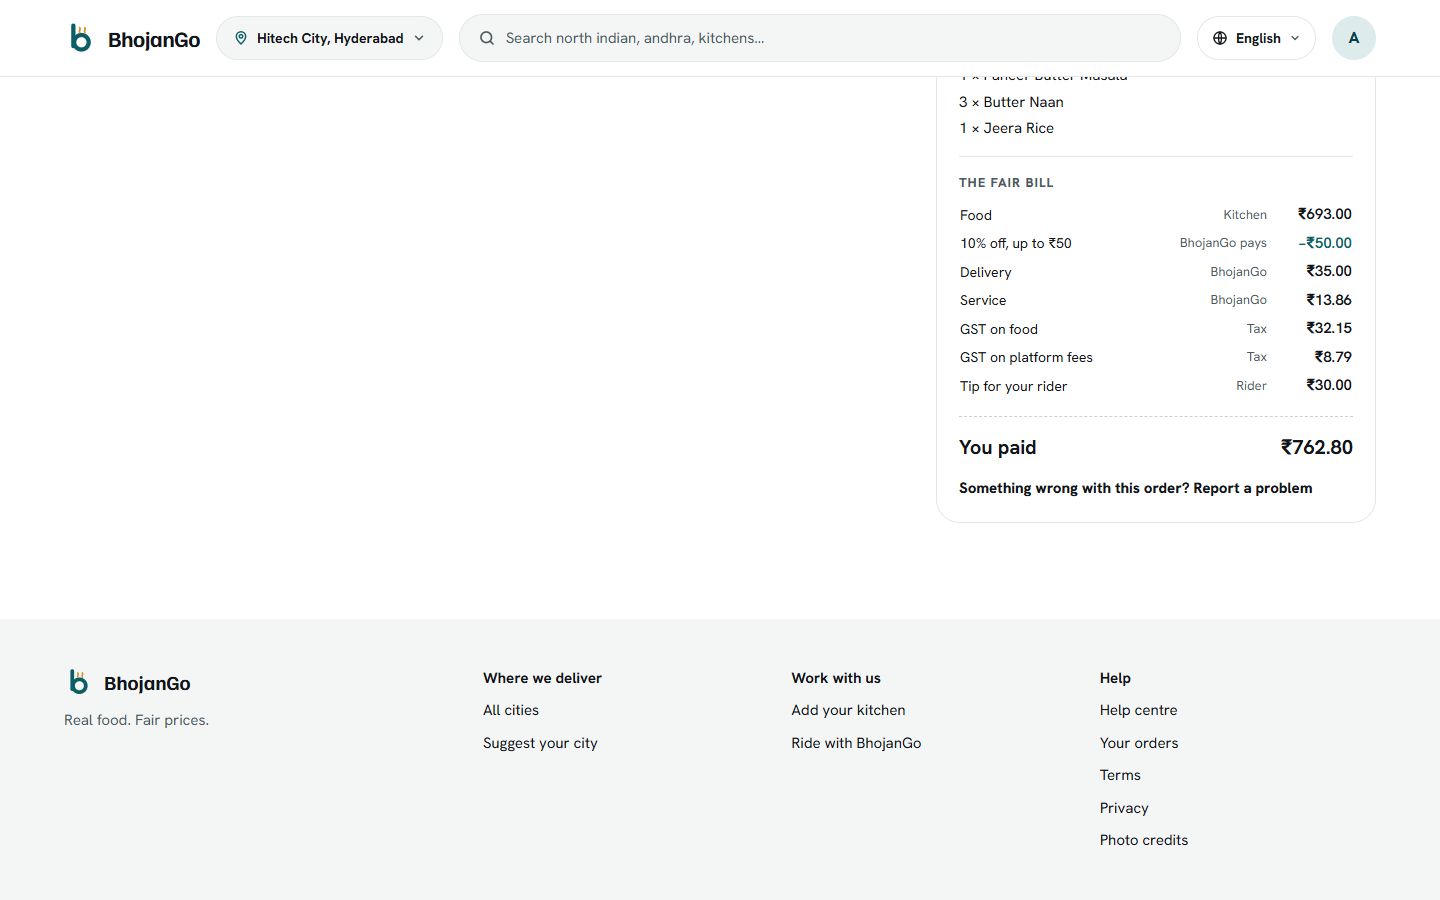 BhojanGo
Hitech City, Hyderabad
Search north indian, andhra, kitchens...
English
A
1 × Paneer Butter Masala
3 × Butter Naan
1 × Jeera Rice
THE FAIR BILL
Food Kitchen ₹693.00
10% off, up to ₹50 BhojanGo pays −₹50.00
Delivery BhojanGo ₹35.00
Service BhojanGo ₹13.86
GST on food Tax ₹32.15
GST on platform fees Tax ₹8.79
Tip for your rider Rider ₹30.00
You paid ₹762.80
Something wrong with this order? Report a problem
BhojanGo
Real food. Fair prices.
Where we deliver
All cities
Suggest your city
Work with us
Add your kitchen
Ride with BhojanGo
Help
Help centre
Your orders
Terms
Privacy
Photo credits